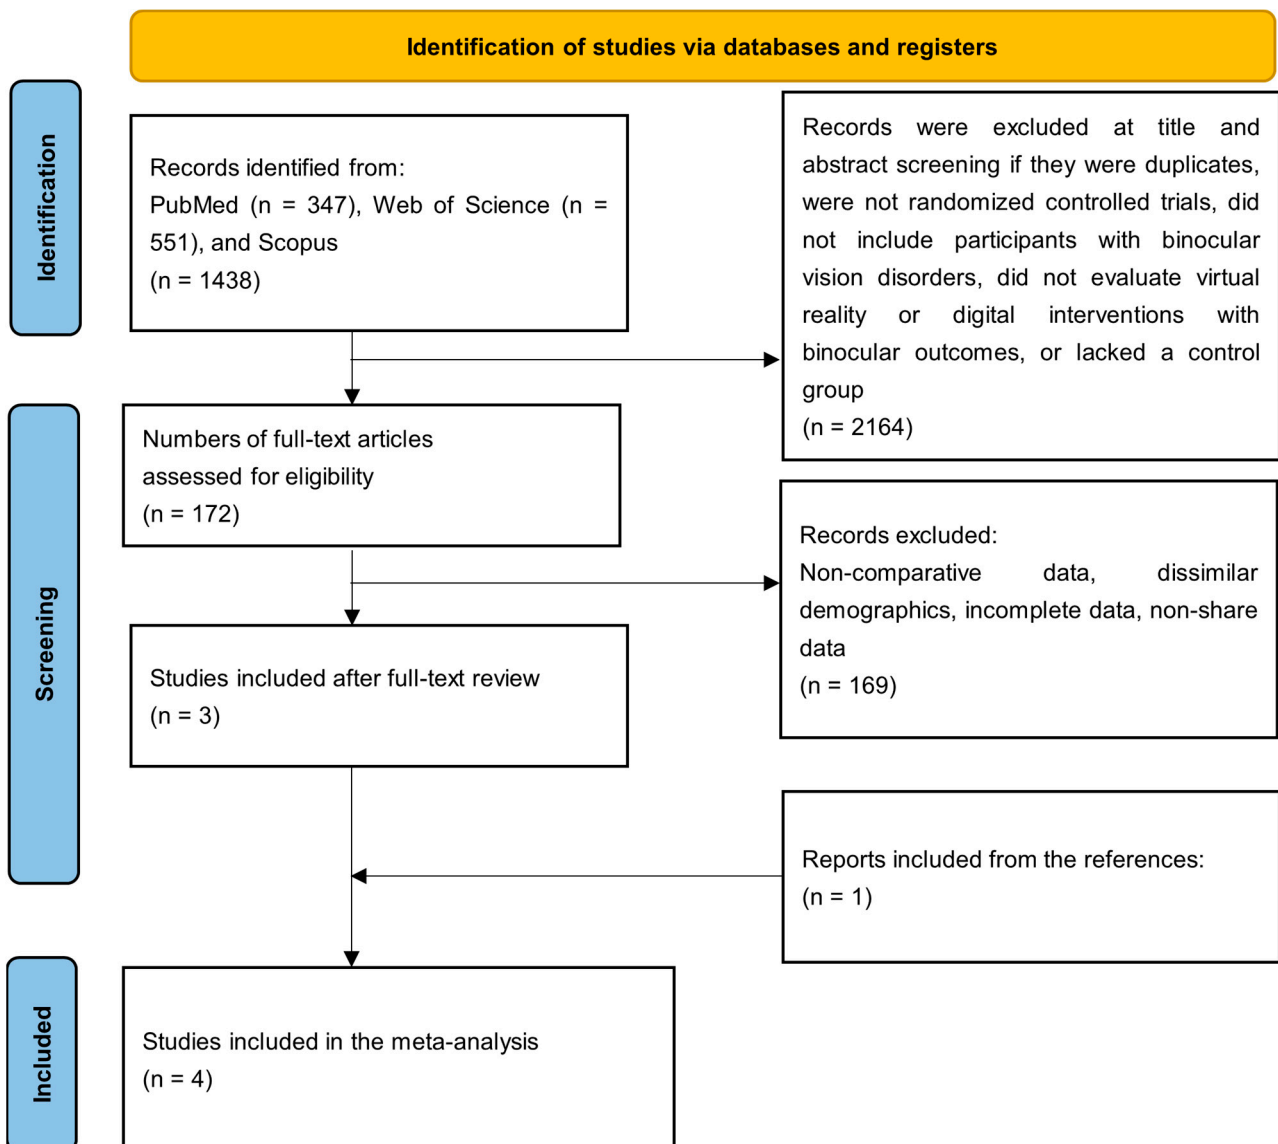 Identification of studies via databases and registers
Identification
Records identified from:
PubMed (n = 347), Web of Science (n =
551), and Scopus
(n = 1438)
Records were excluded at title and
abstract screening if they were duplicates,
were not randomized controlled trials, did
not include participants with binocular
vision disorders, did not evaluate virtual
reality or digital interventions with
binocular outcomes, or lacked a control
group
(n = 2164)
Screening
Numbers of full-text articles
assessed for eligibility
(n = 172)
Records excluded:
Non-comparative data, dissimilar
demographics, incomplete data, non-share
data
(n = 169)
Studies included after full-text review
(n = 3)
Reports included from the references:
(n = 1)
Included
Studies included in the meta-analysis
(n = 4)